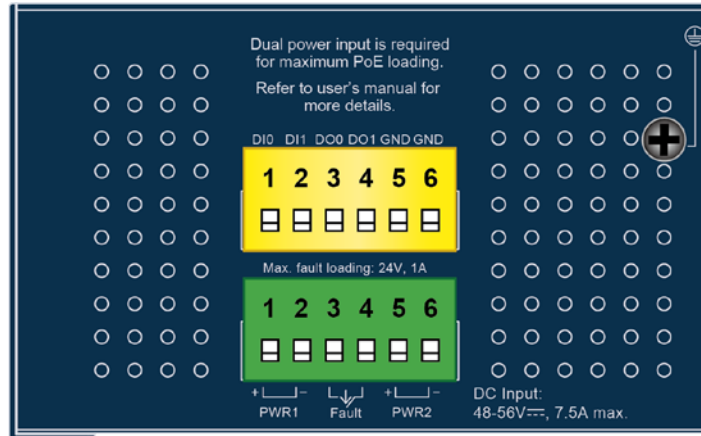 Dual power input is required
for maximum PoE loading.
Refer to user's manual for
more details.
DI0 DI1 DO0 DO1 GND GND
1 2 3 4 5 6
Max. fault loading: 24V, 1A
1 2 3 4 5 6
+ − + −
PWR1 Fault PWR2
DC Input:
48-56V⎓, 7.5A max.